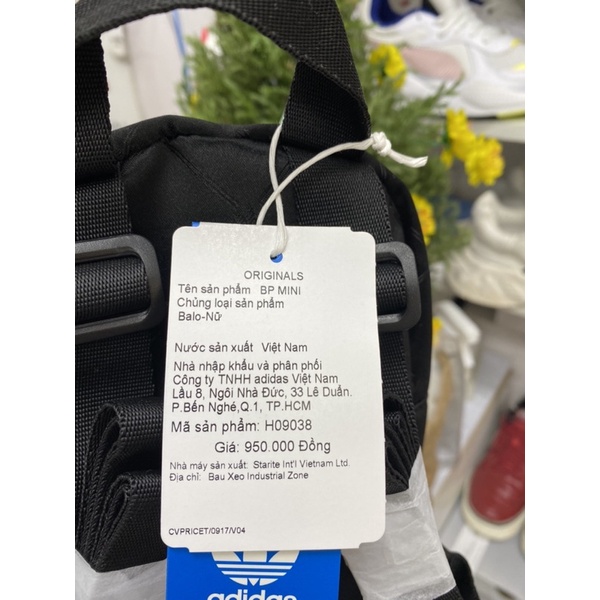 ORIGINALS
Tên sản phẩm BP MINI
Chủng loại sản phẩm
Balo-Nữ
Nước sản xuất Việt Nam
Nhà nhập khẩu và phân phối
Công ty TNHH adidas Việt Nam
Lầu 8, Ngôi Nhà Đức, 33 Lê Duẩn.
P.Bến Nghé,Q.1, TP.HCM
Mã sản phẩm: H09038
Giá: 950.000 Đồng
Nhà máy sản xuất: Starite Int'l Vietnam Ltd.
Địa chỉ: Bau Xeo Industrial Zone
CVPRICET/0917/V04
adidas